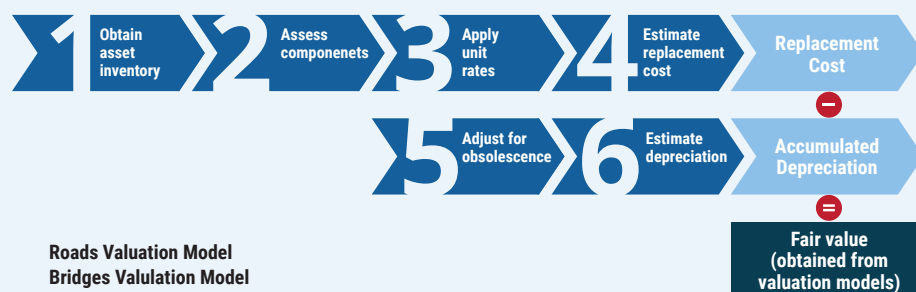 1
Obtain
asset
inventory
2
Assess
componenets
3
Apply
unit
rates
4
Estimate
replacement
cost
Replacement
Cost
−
5
Adjust for
obsolescence
6
Estimate
depreciation
Accumulated
Depreciation
=
Fair value
(obtained from
valuation models)
Roads Valuation Model
Bridges Valulation Model